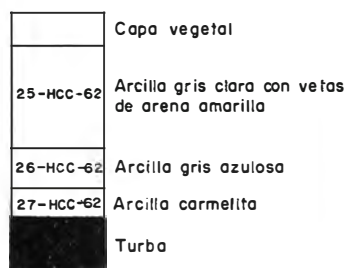 Capa vegetal
25-HCC-62
Arcilla gris clara con vetas
de arena amarilla
26-HCC-62
Arcilla gris azulosa
27-HCC-62
Arcilla carmelita
Turba